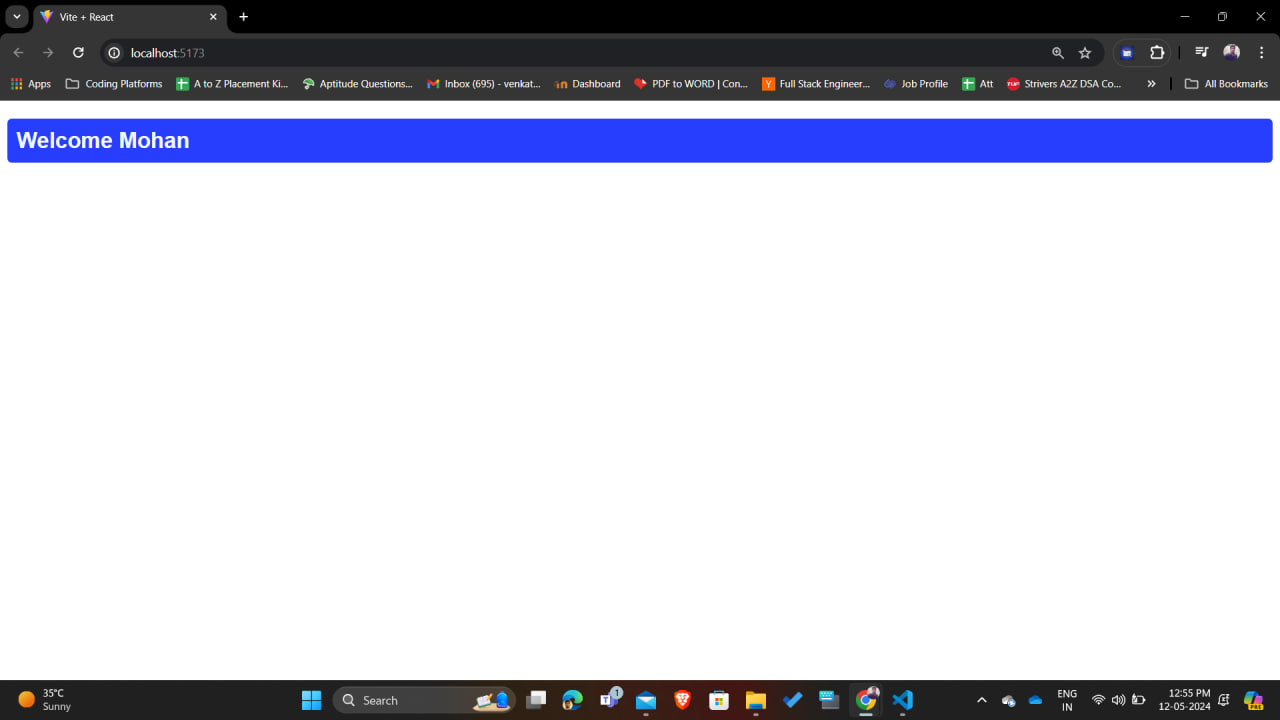 Vite + React
localhost:5173
Apps
Coding Platforms
A to Z Placement Ki...
Aptitude Questions...
Inbox (695) - venkat...
Dashboard
PDF to WORD | Con...
Full Stack Engineer...
Job Profile
Att
Strivers A2Z DSA Co...
All Bookmarks
Welcome Mohan
35°C
Sunny
Search
1
ENG
IN
12:55 PM
12-05-2024
PRE